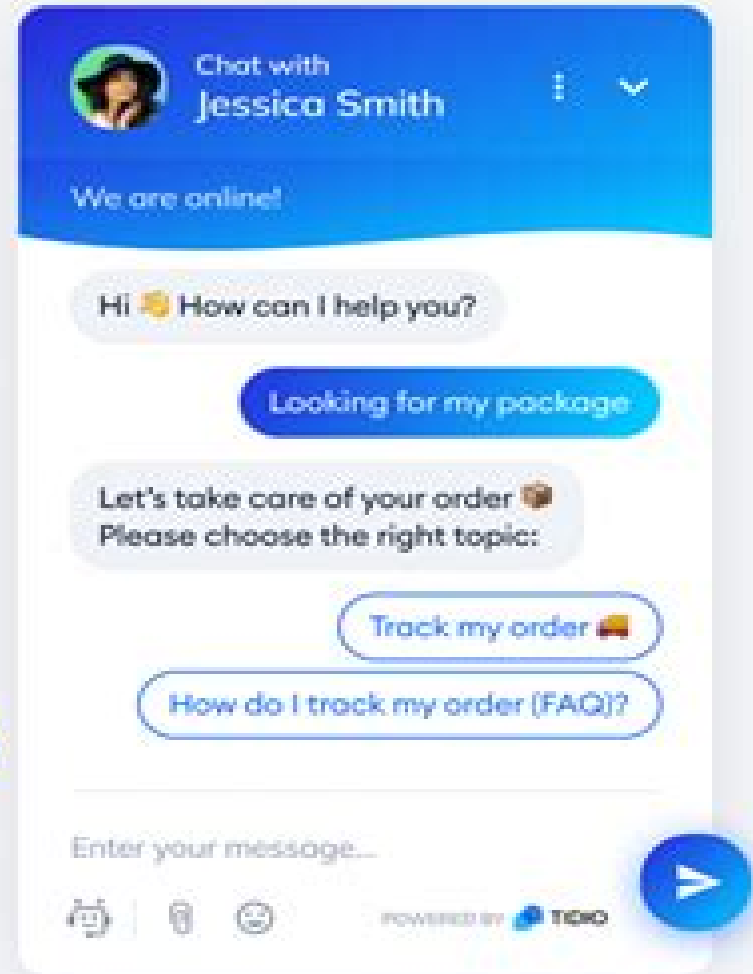 Chat with
Jessica Smith
We are online!
Hi 👋 How can I help you?
Looking for my package
Let's take care of your order 📦
Please choose the right topic:
Track my order 🚚
How do I track my order (FAQ)?
Enter your message...
POWERED BY TIDIO